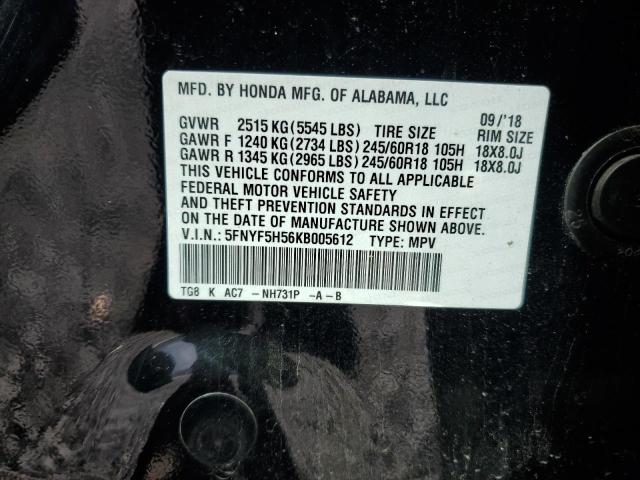 MFD. BY HONDA MFG. OF ALABAMA, LLC
09/'18
GVWR 2515 KG(5545 LBS) TIRE SIZE RIM SIZE
GAWR F 1240 KG(2734 LBS) 245/60R18 105H 18X8.0J
GAWR R 1345 KG(2965 LBS) 245/60R18 105H 18X8.0J
THIS VEHICLE CONFORMS TO ALL APPLICABLE
FEDERAL MOTOR VEHICLE SAFETY
AND THEFT PREVENTION STANDARDS IN EFFECT
ON THE DATE OF MANUFACTURE SHOWN ABOVE.
V.I.N.: 5FNYF5H56KB005612 TYPE: MPV
TG8 K AC7 -NH731P -A-B